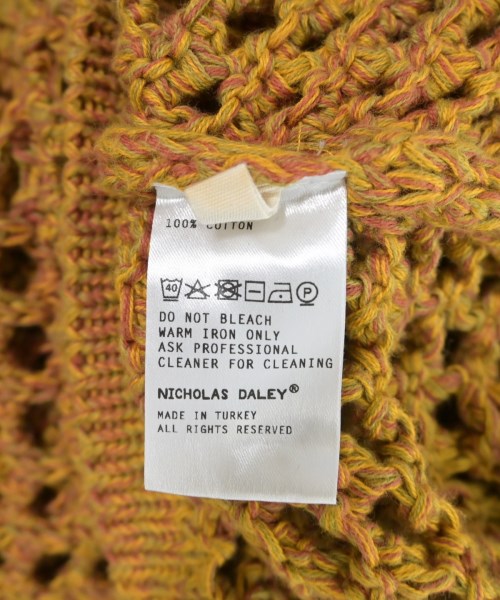 100% COTTON
40 P
DO NOT BLEACH
WARM IRON ONLY
ASK PROFESSIONAL
CLEANER FOR CLEANING
NICHOLAS DALEY®
MADE IN TURKEY
ALL RIGHTS RESERVED